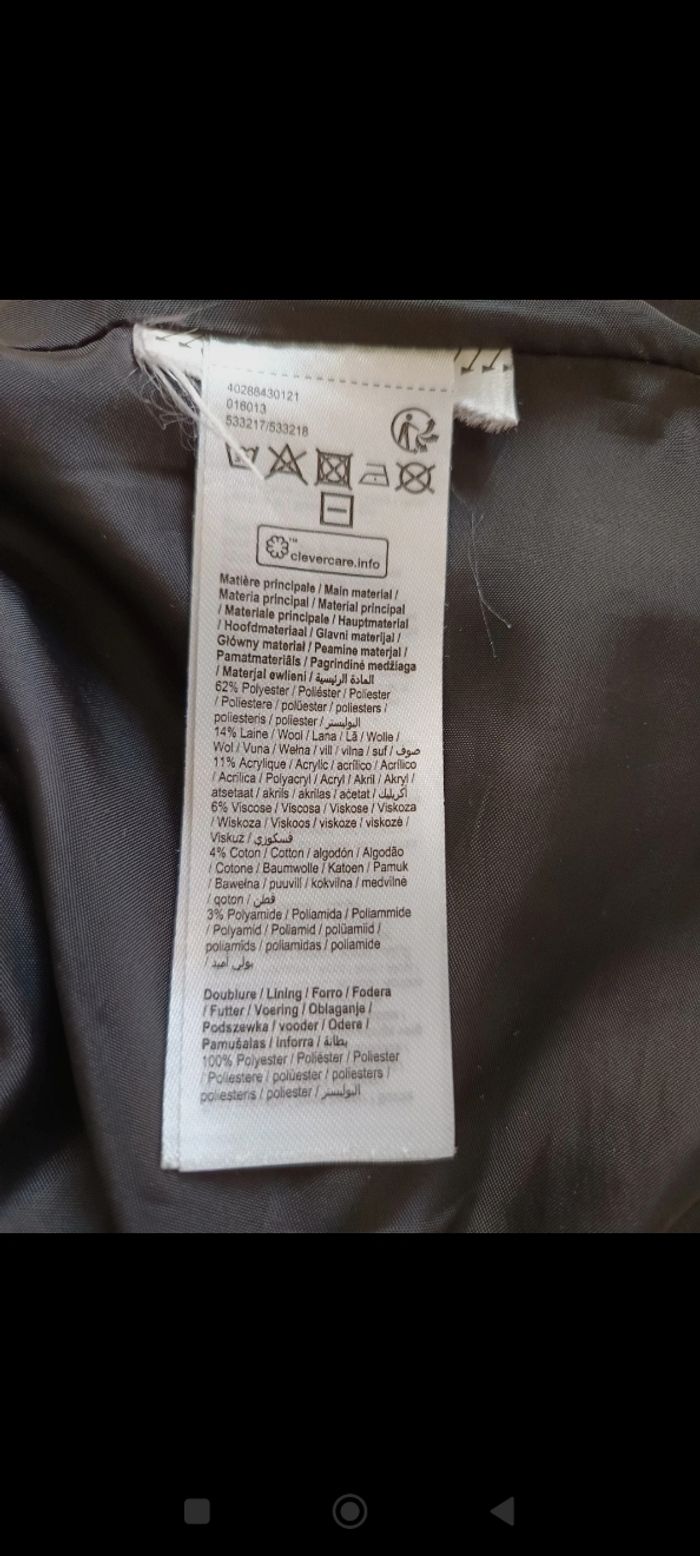 40288430121
016013
533217/533218
clevercare.info
Matière principale / Main material /
Materia principal / Material principal
/ Materiale principale / Hauptmaterial
/ Hoofdmateriaal / Glavni materijal /
Główny materiał / Peamine materjal /
Pamatmateriāls / Pagrindinė medžiaga
/ Materjal ewlieni / المادة الرئيسية
62% Polyester / Poliéster / Poliester
/ Poliestere / polüester / poliesters /
poliesteris / poliester / البوليستر
14% Laine / Wool / Lana / Lã / Wolle /
Wol / Vuna / Wełna / vill / vilna / suf / صوف
11% Acrylique / Acrylic / acrílico / Acrílico
/ Acrilica / Polyacryl / Acryl / Akril / Akryl /
atsetaat / akrils / akrilas / aċetat / أكريليك
6% Viscose / Viscosa / Viskose / Viskoza
/ Wiskoza / Viskoos / viskoze / viskozė /
Viskuż / فسكوزي
4% Coton / Cotton / algodón / Algodão
/ Cotone / Baumwolle / Katoen / Pamuk
/ Bawełna / puuvill / kokvilna / medvilnė
/ qoton / قطن
3% Polyamide / Poliamida / Poliammide
/ Polyamid / Poliamid / polüamiid /
poliamīds / poliamidas / poliamide
/ بولي أميد
Doublure / Lining / Forro / Fodera
/ Futter / Voering / Oblaganje /
Podszewka / vooder / Odere /
Pamušalas / Inforra / بطانة
100% Polyester / Poliéster / Poliester
/ Poliestere / polüester / poliesters /
poliesteris / poliester / البوليستر